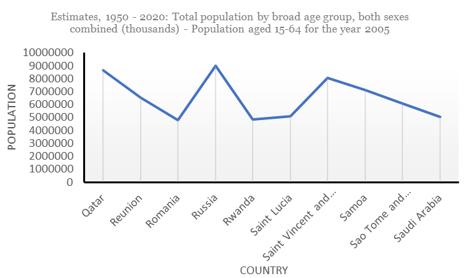 Estimates, 1950 - 2020: Total population by broad age group, both sexes
combined (thousands) - Population aged 15-64 for the year 2005
POPULATION
10000000
9000000
8000000
7000000
6000000
5000000
4000000
3000000
2000000
1000000
0
Qatar
Reunion
Romania
Russia
Rwanda
Saint Lucia
Saint Vincent and...
Samoa
Sao Tome and...
Saudi Arabia
COUNTRY